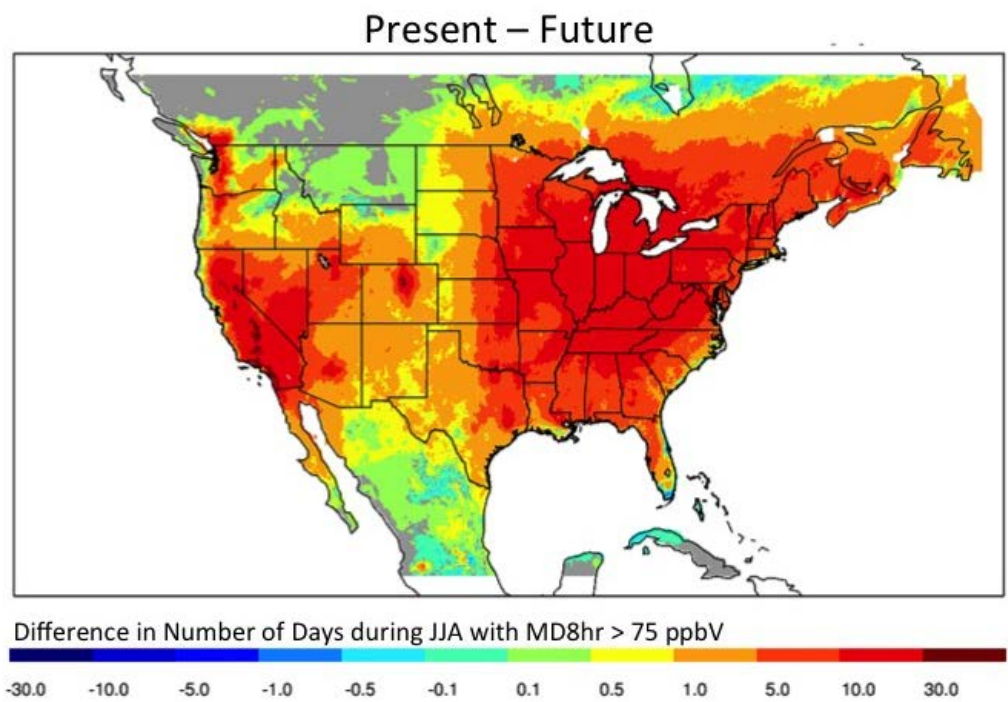 Present – Future
Difference in Number of Days during JJA with MD8hr > 75 ppbV
-30.0 -10.0 -5.0 -1.0 -0.5 -0.1 0.1 0.5 1.0 5.0 10.0 30.0